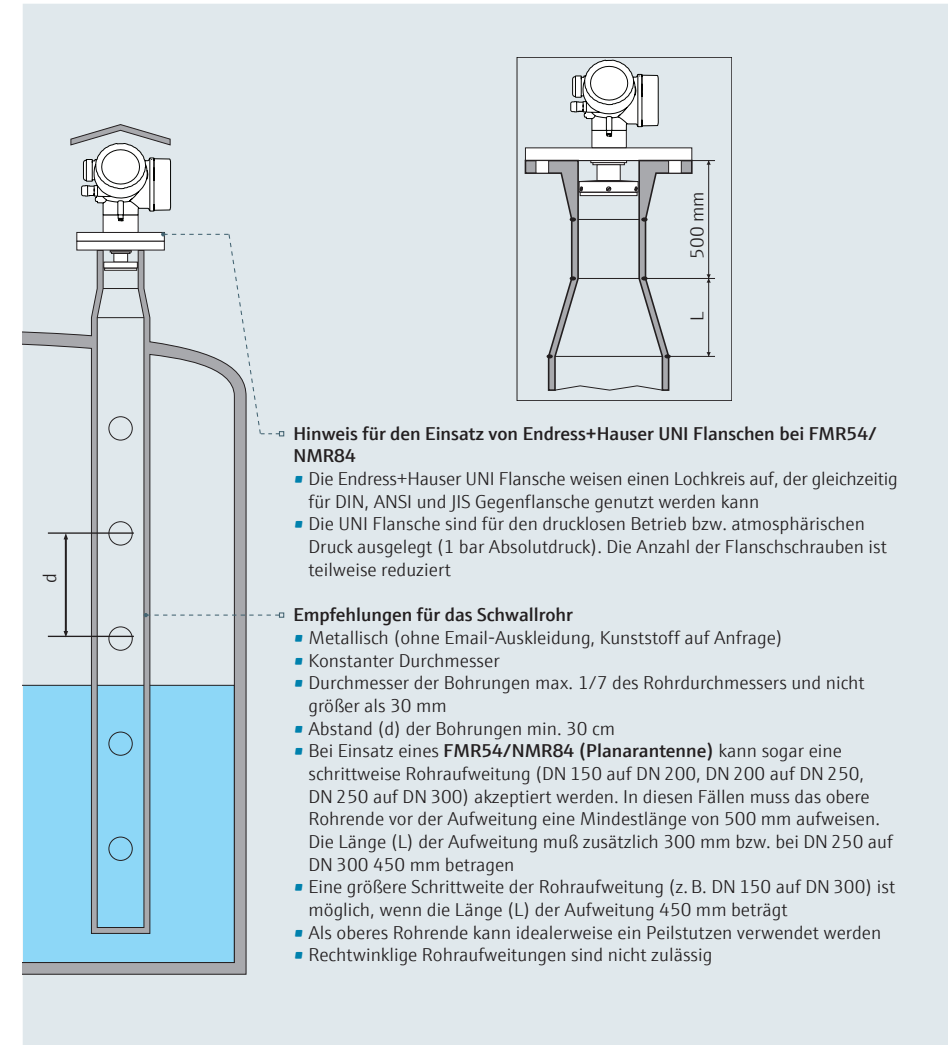 500 mm
L
d
Hinweis für den Einsatz von Endress+Hauser UNI Flanschen bei FMR54/
NMR84
▪ Die Endress+Hauser UNI Flansche weisen einen Lochkreis auf, der gleichzeitig
für DIN, ANSI und JIS Gegenflansche genutzt werden kann
▪ Die UNI Flansche sind für den drucklosen Betrieb bzw. atmosphärischen
Druck ausgelegt (1 bar Absolutdruck). Die Anzahl der Flanschschrauben ist
teilweise reduziert
Empfehlungen für das Schwallrohr
▪ Metallisch (ohne Email-Auskleidung, Kunststoff auf Anfrage)
▪ Konstanter Durchmesser
▪ Durchmesser der Bohrungen max. 1/7 des Rohrdurchmessers und nicht
größer als 30 mm
▪ Abstand (d) der Bohrungen min. 30 cm
▪ Bei Einsatz eines FMR54/NMR84 (Planarantenne) kann sogar eine
schrittweise Rohraufweitung (DN 150 auf DN 200, DN 200 auf DN 250,
DN 250 auf DN 300) akzeptiert werden. In diesen Fällen muss das obere
Rohrende vor der Aufweitung eine Mindestlänge von 500 mm aufweisen.
Die Länge (L) der Aufweitung muß zusätzlich 300 mm bzw. bei DN 250 auf
DN 300 450 mm betragen
▪ Eine größere Schrittweite der Rohraufweitung (z. B. DN 150 auf DN 300) ist
möglich, wenn die Länge (L) der Aufweitung 450 mm beträgt
▪ Als oberes Rohrende kann idealerweise ein Peilstutzen verwendet werden
▪ Rechtwinklige Rohraufweitungen sind nicht zulässig